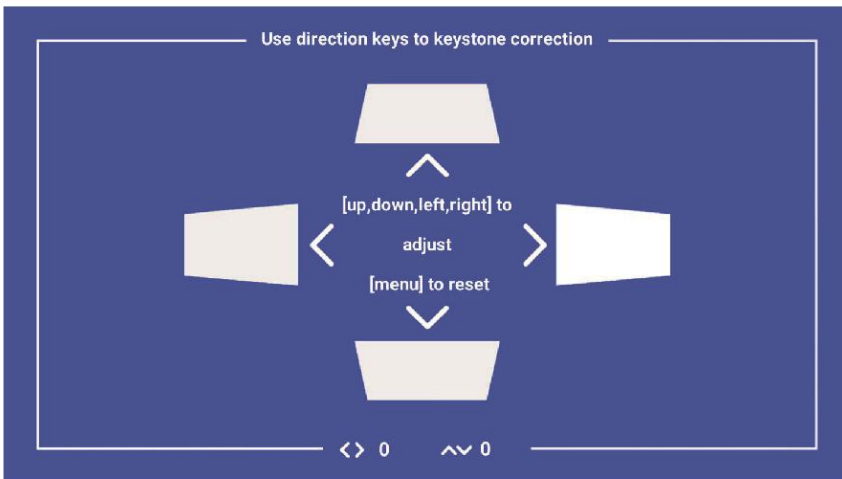 Use direction keys to keystone correction
[up,down,left,right] to
adjust
[menu] to reset
0
0